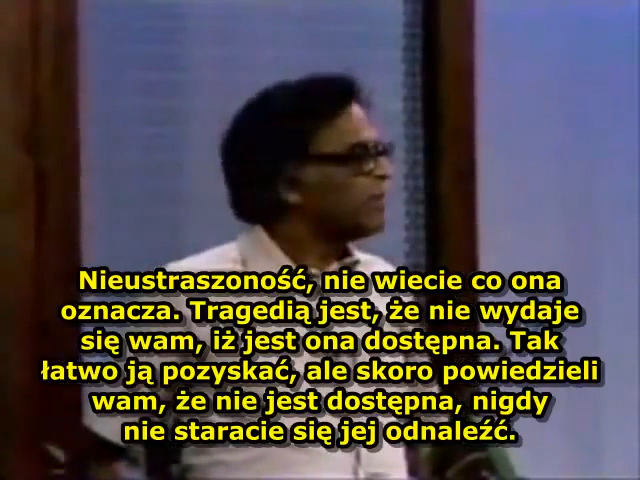 Nieustraszoność, nie wiecie co ona
oznacza. Tragedią jest, że nie wydaje
się wam, iż jest ona dostępna. Tak
łatwo ją pozyskać, ale skoro powiedzieli
wam, że nie jest dostępna, nigdy
nie staracie się jej odnaleźć.